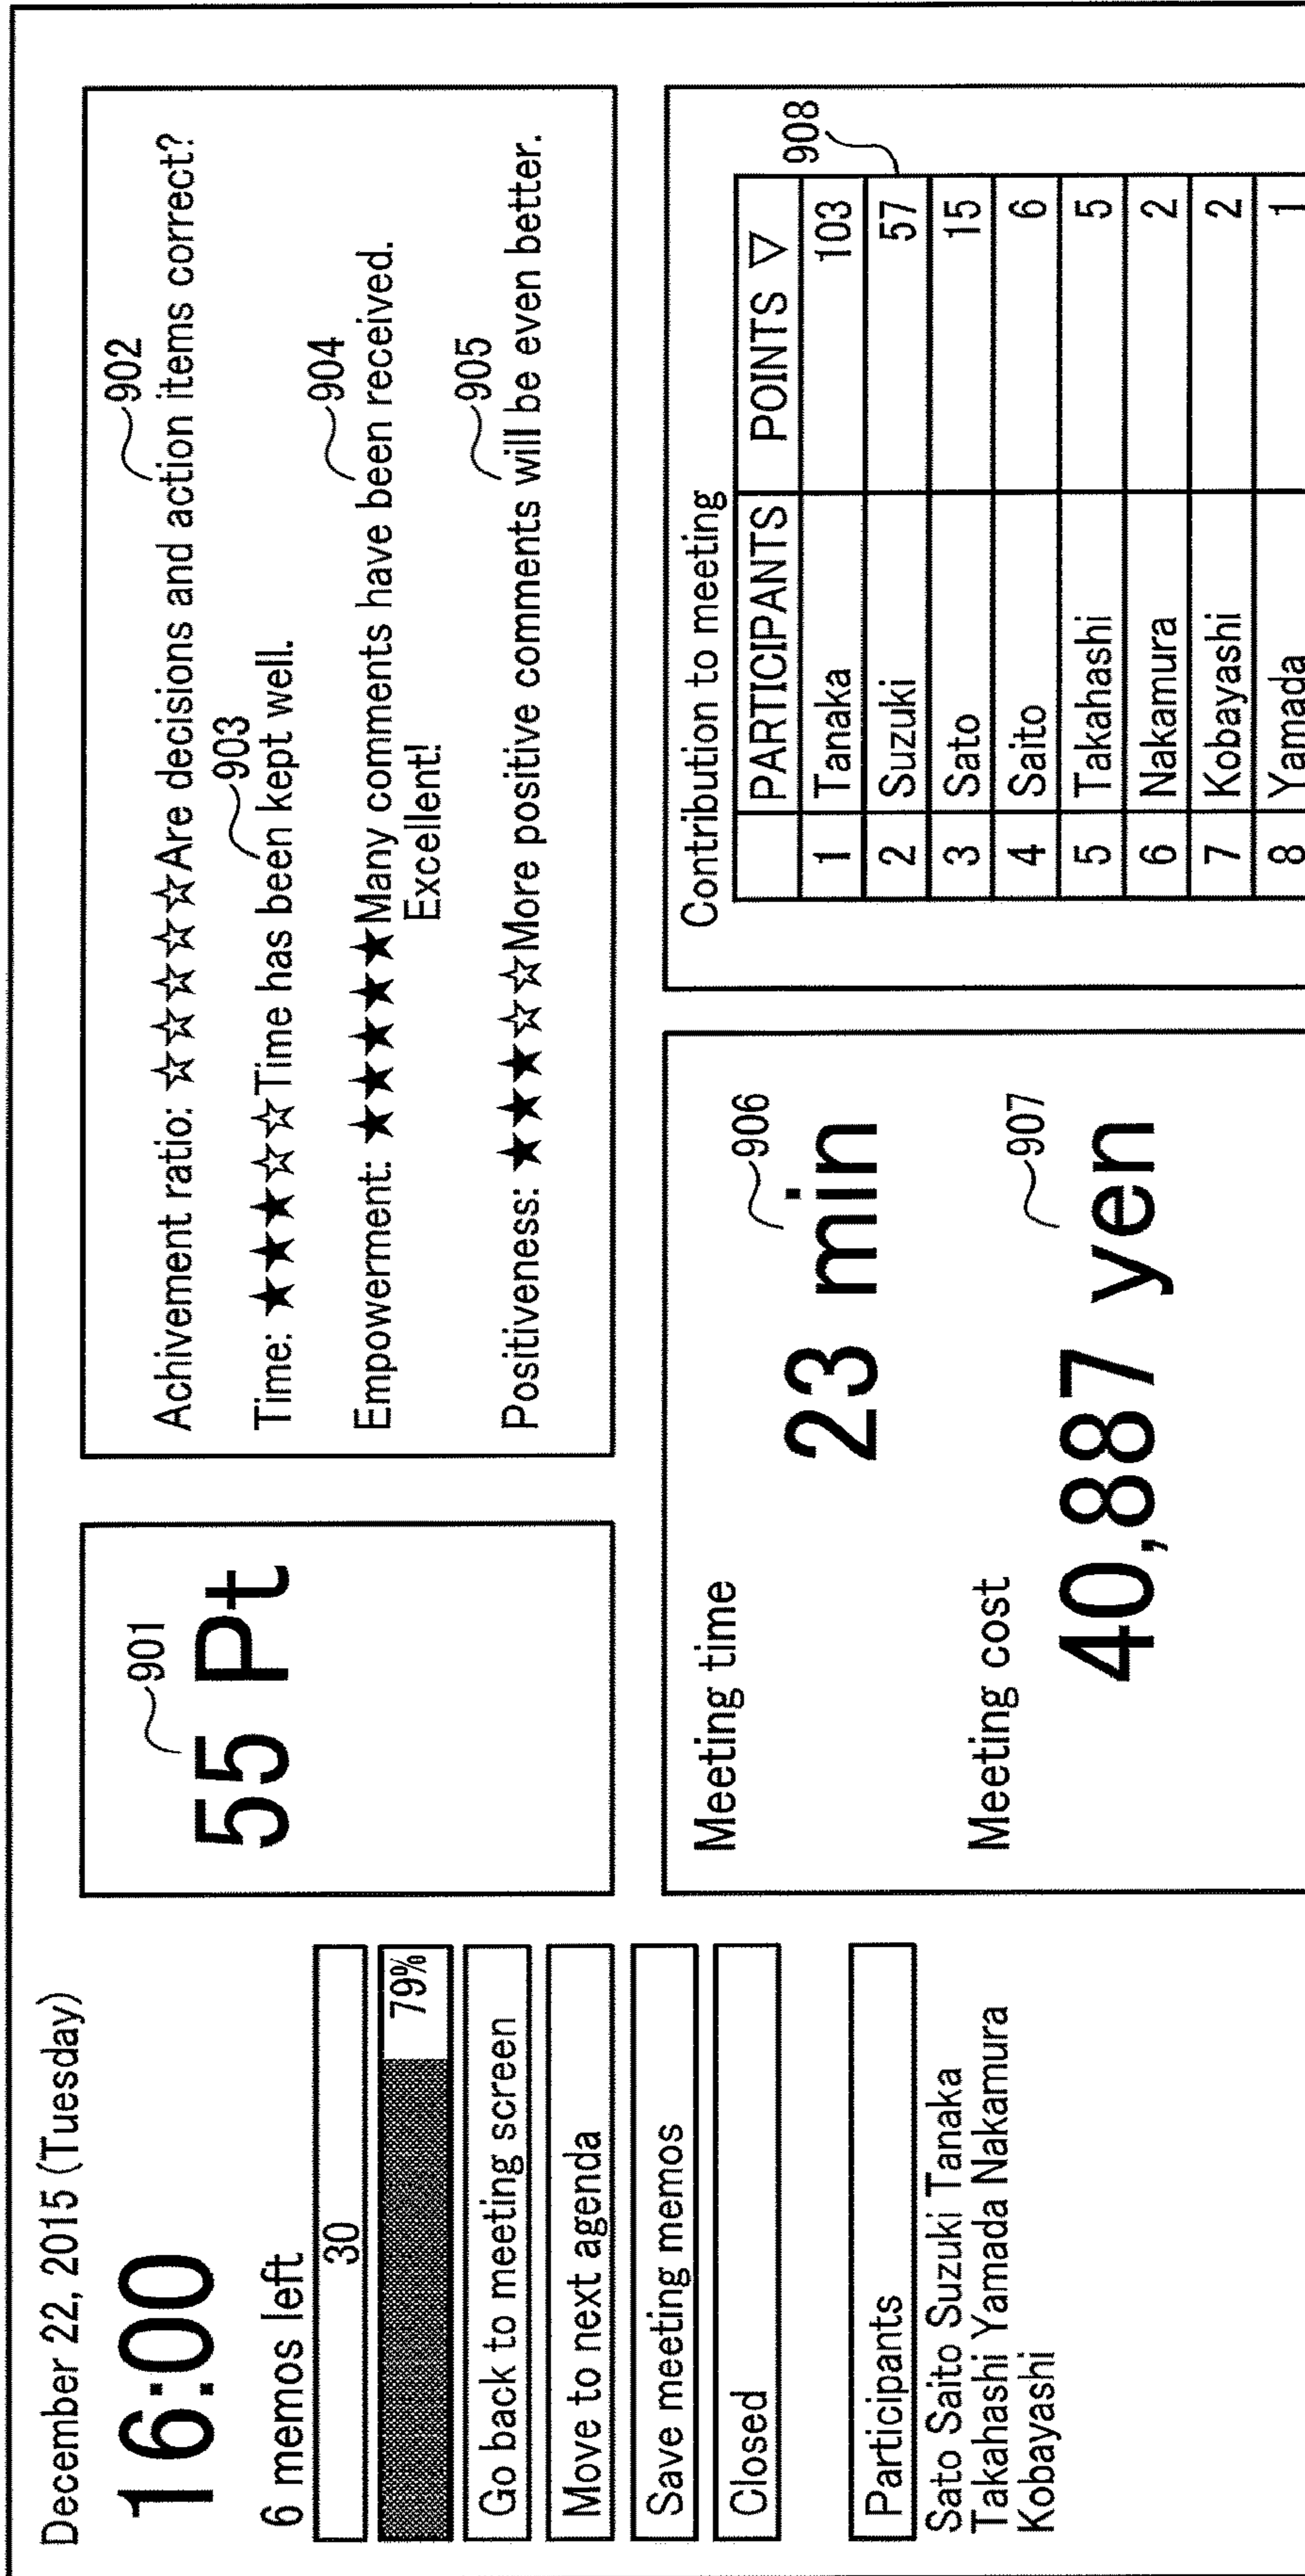 December 22, 2015 (Tuesday)
16:00
6 memos left
30
79%
Go back to meeting screen
Move to next agenda
Save meeting memos
Closed
Participants
Sato Saito Suzuki Tanaka
Takahashi Yamada Nakamura
Kobayashi
901
55 Pt
902
Achivement ratio: ☆☆☆☆☆Are decisions and action items correct?
903
Time: ★★★☆☆Time has been kept well.
904
Empowerment: ★★★★★Many comments have been received.
Excellent!
905
Positiveness: ★★★☆☆More positive comments will be even better.
Meeting time
906
23 min
Meeting cost
907
40,887 yen
Contribution to meeting
908
PARTICIPANTS POINTS ▽
1 Tanaka 103
2 Suzuki 57
3 Sato 15
4 Saito 6
5 Takahashi 5
6 Nakamura 2
7 Kobayashi 2
8 Yamada 1